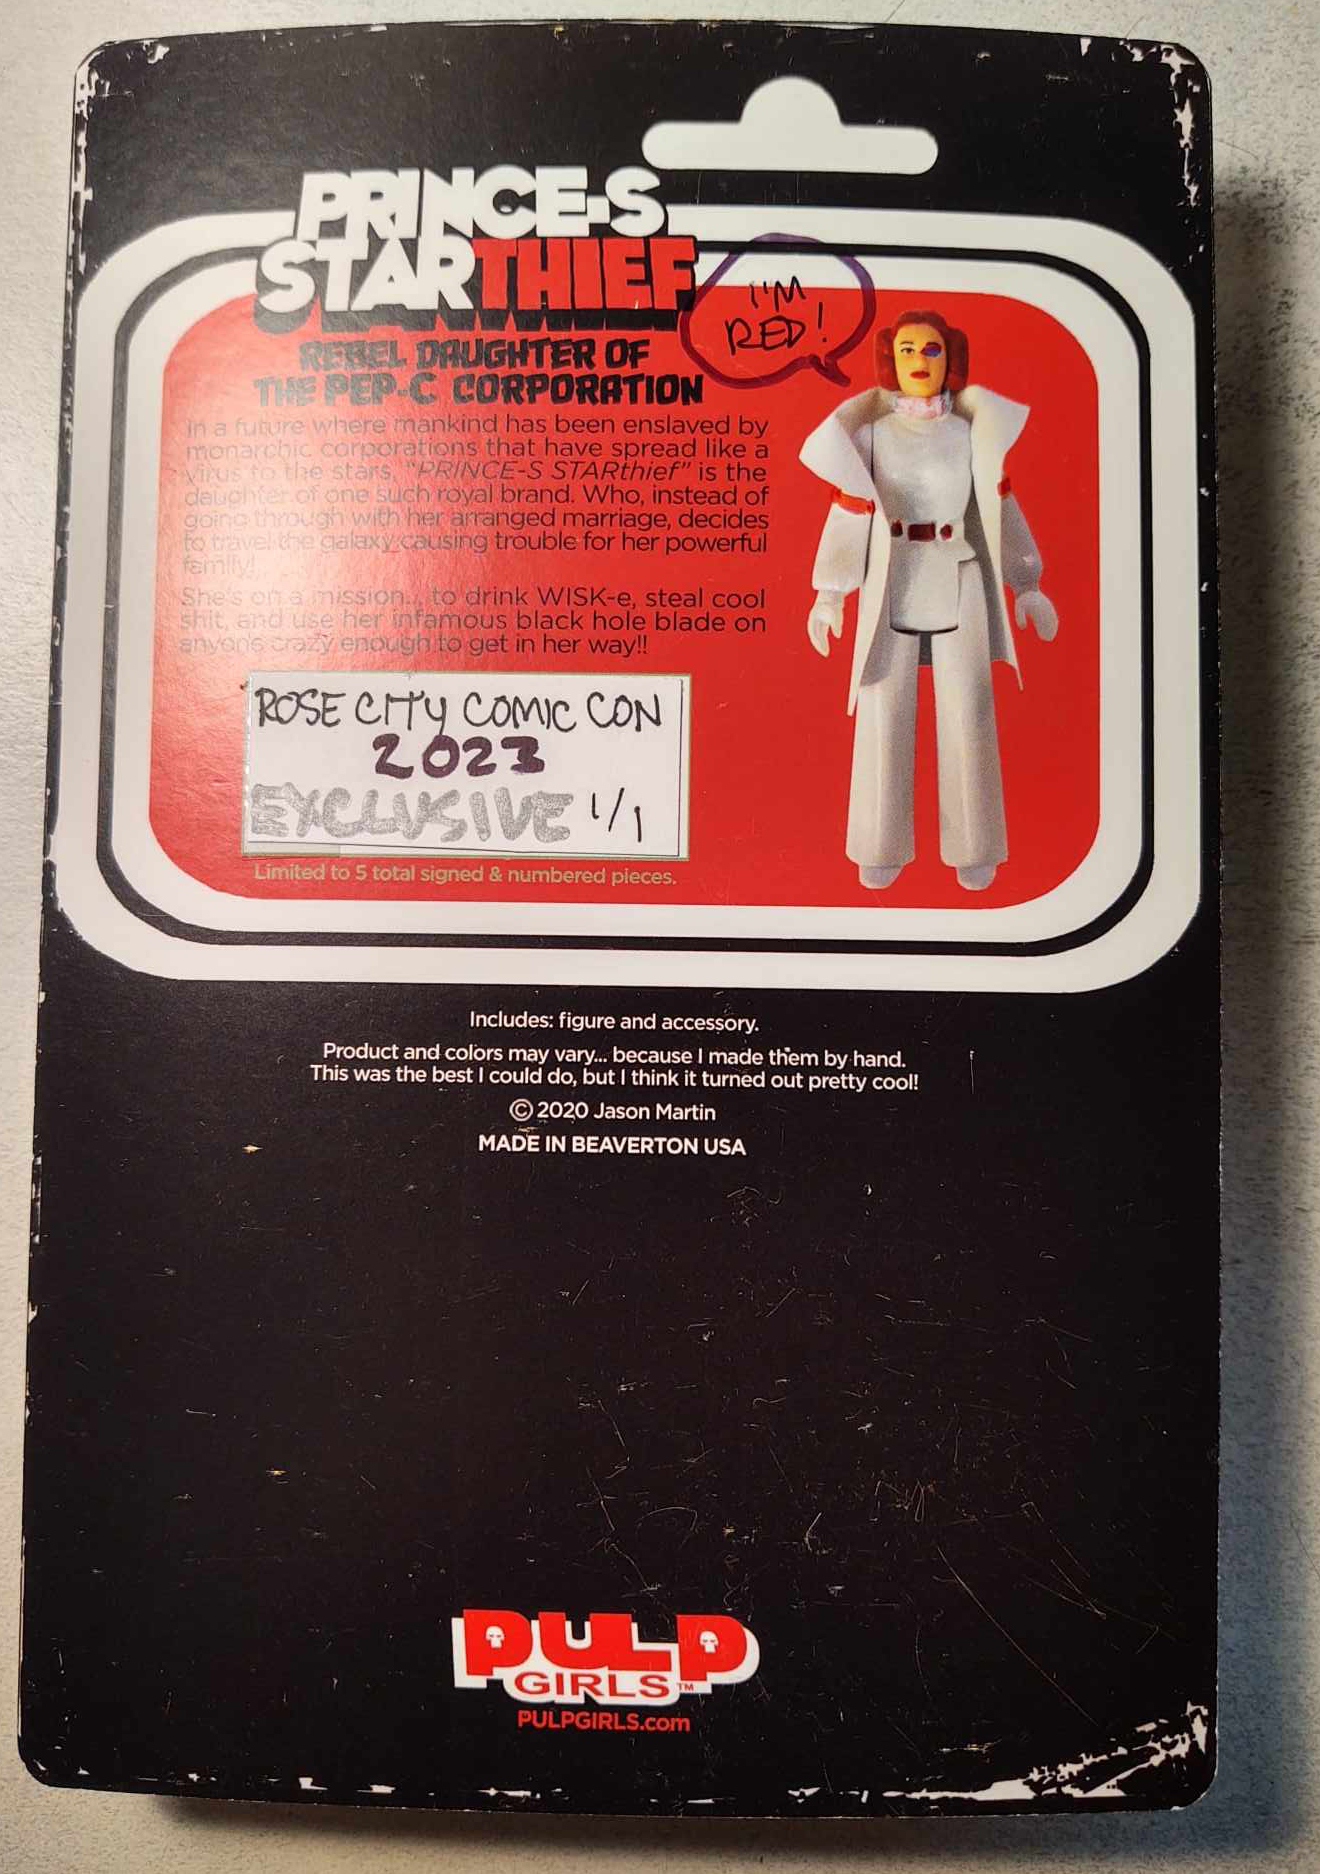 PRINCE-S
STARTHIEF
I'M
RED!
REBEL DAUGHTER OF
THE PEP-C CORPORATION
In a future where mankind has been enslaved by
monarchic corporations that have spread like a
virus to the stars, "PRINCE-S STARthief" is the
daughter of one such royal brand. Who, instead of
going through with her arranged marriage, decides
to travel the galaxy causing trouble for her powerful
family!
She's on a mission... to drink WISK-e, steal cool
shit, and use her infamous black hole blade on
anyone crazy enough to get in her way!!
ROSE CITY COMIC CON
2023
EXCLUSIVE 1/1
Limited to 5 total signed & numbered pieces.
Includes: figure and accessory.
Product and colors may vary... because I made them by hand.
This was the best I could do, but I think it turned out pretty cool!
© 2020 Jason Martin
MADE IN BEAVERTON USA
PULP
GIRLS™
PULPGIRLS.com